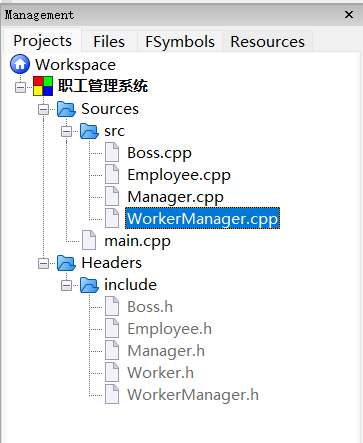 Management
Projects Files FSymbols Resources
Workspace
职工管理系统
Sources
src
Boss.cpp
Employee.cpp
Manager.cpp
WorkerManager.cpp
main.cpp
Headers
include
Boss.h
Employee.h
Manager.h
Worker.h
WorkerManager.h